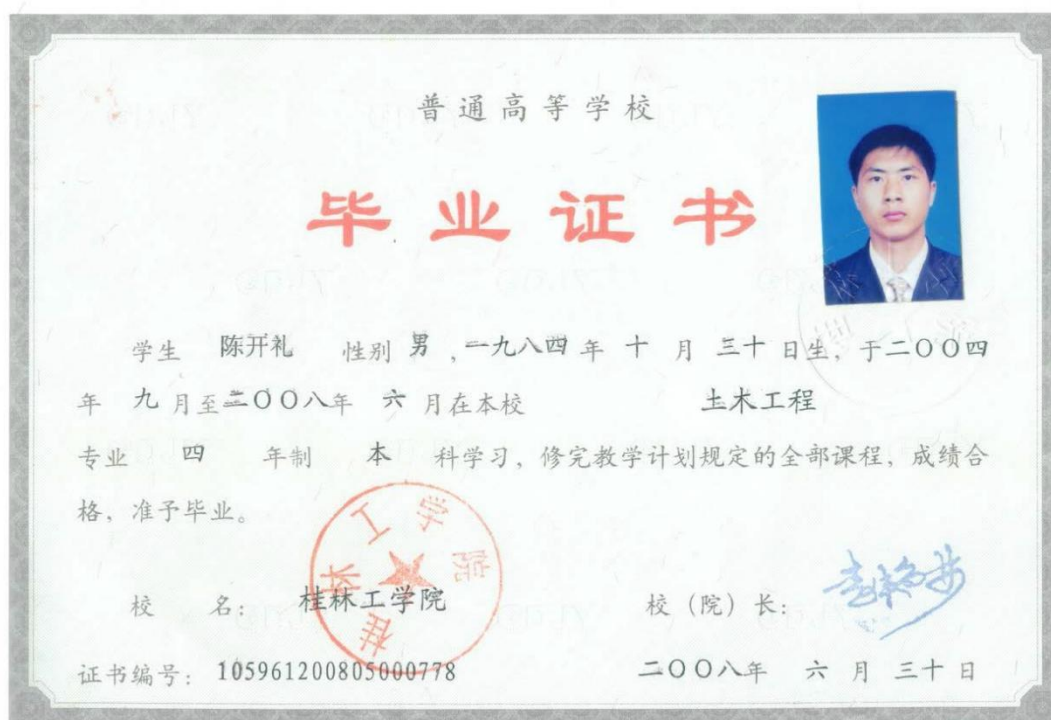 普通高等学校
毕业证书
学生 陈开礼 性别 男 ，一九八四 年 十 月 三十 日生，于二〇〇四
年 九 月至二〇〇八年 六 月在本校 土木工程
专业 四 年制 本 科学习，修完教学计划规定的全部课程，成绩合
格，准予毕业。
桂林工学院
校 名： 桂林工学院 校（院）长：
证书编号： 105961200805000778 二〇〇八年 六 月 三十 日